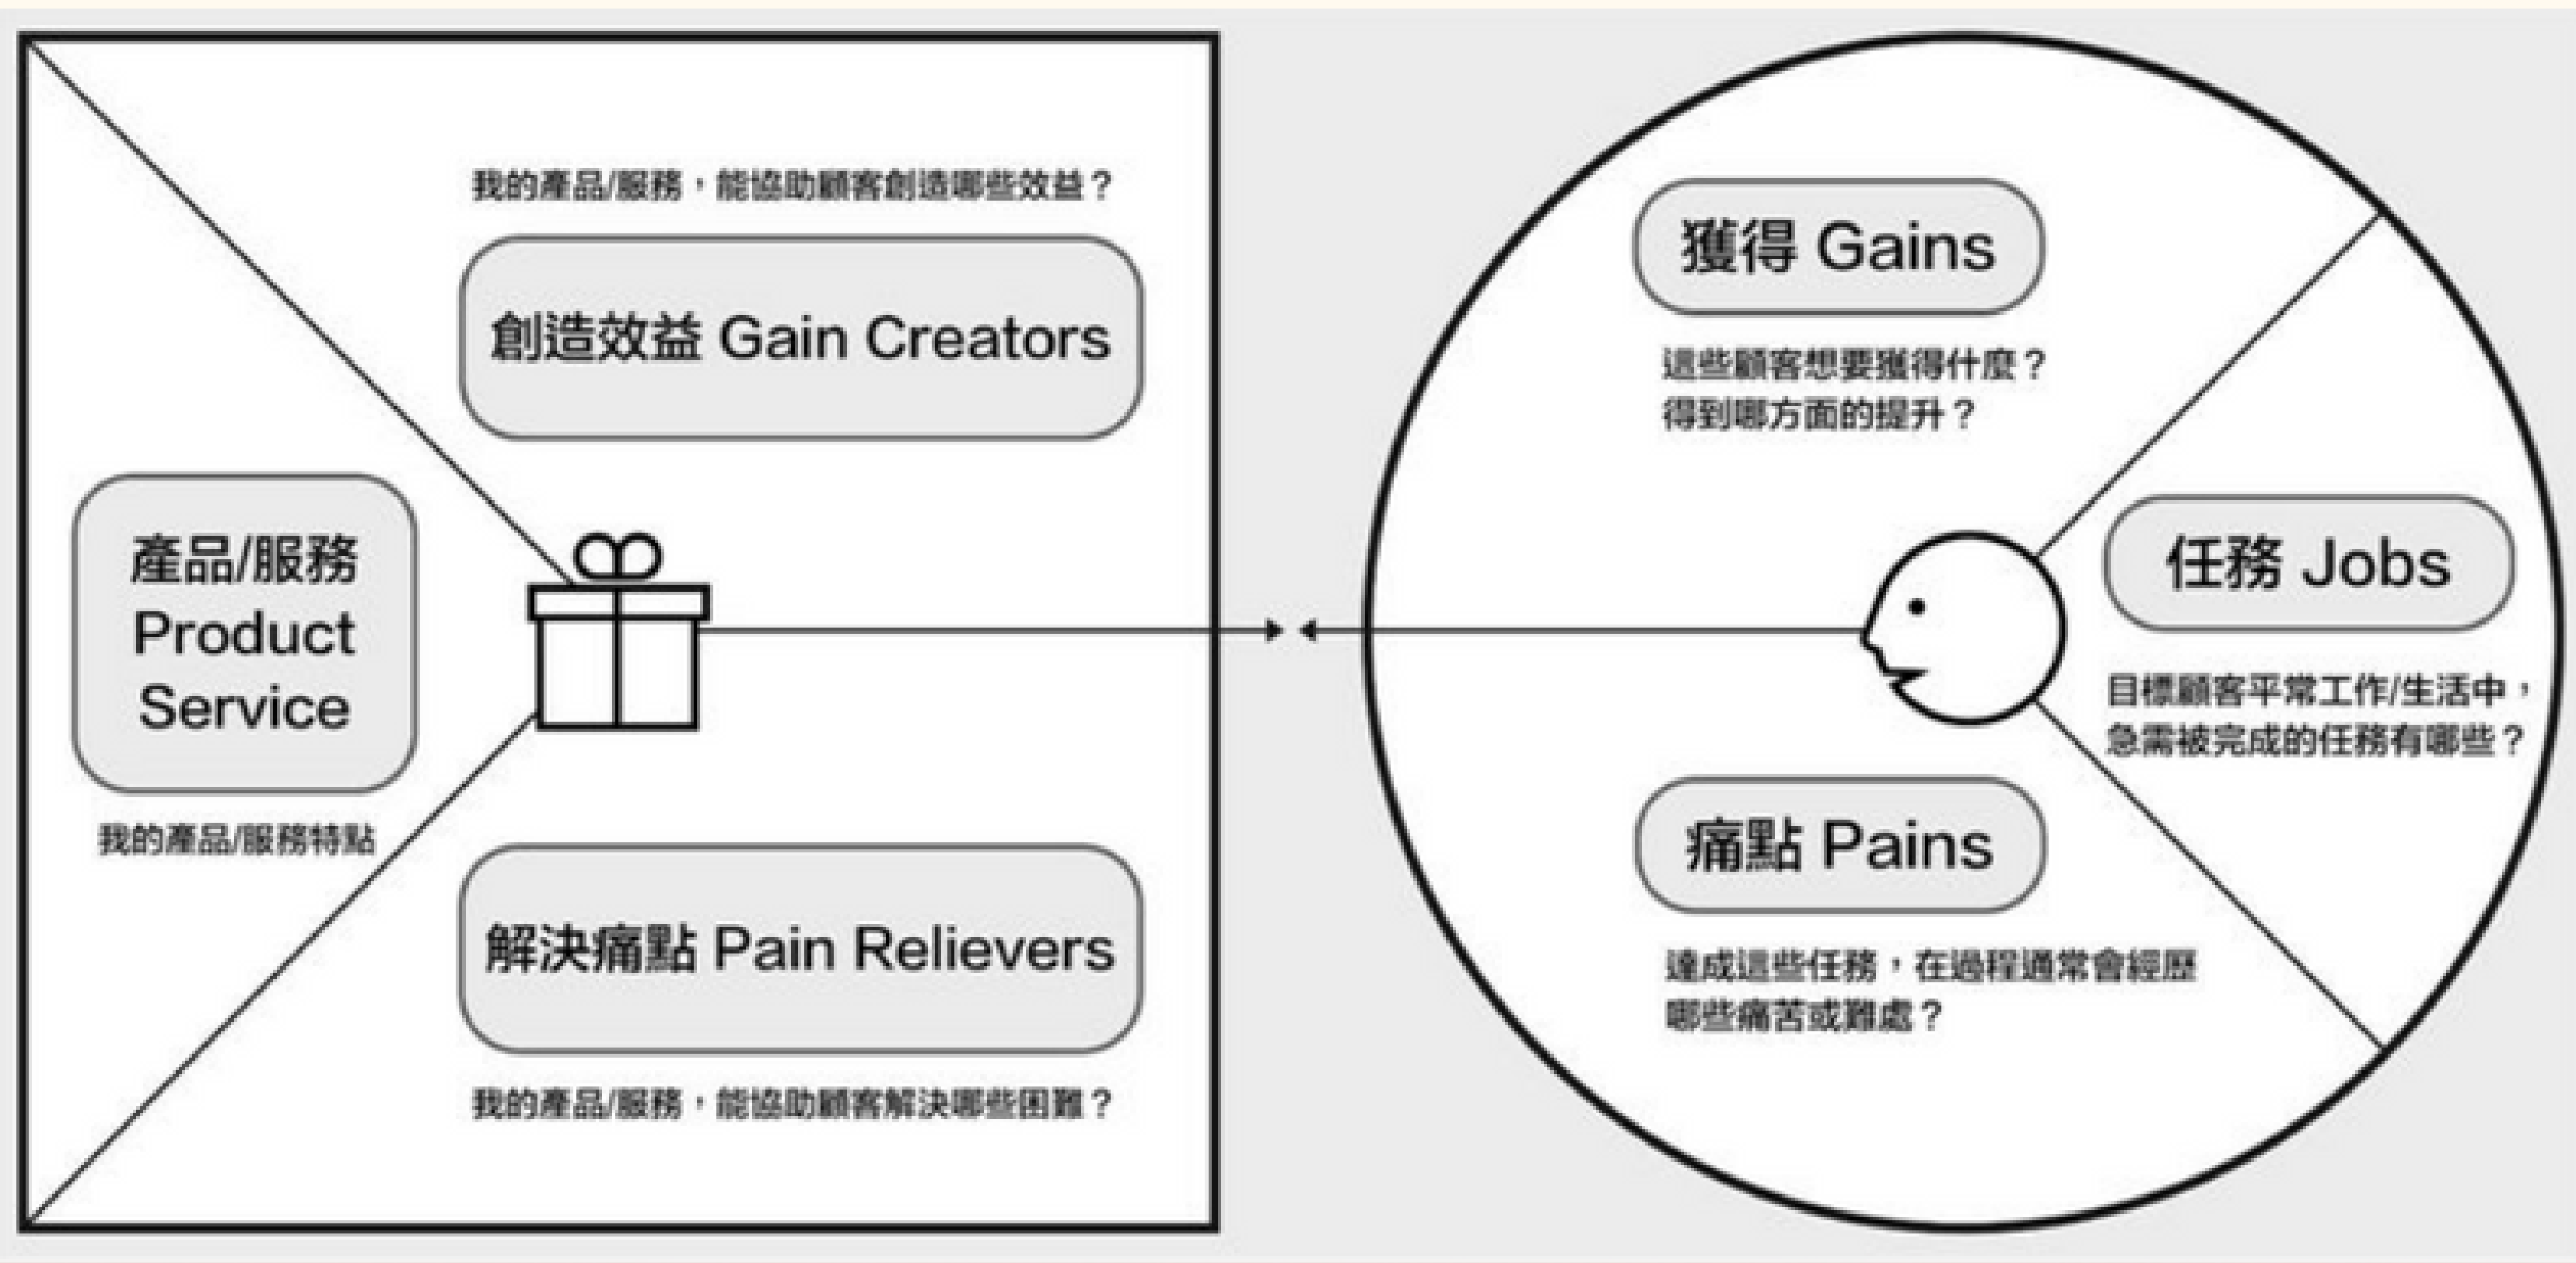 我的產品/服務，能協助顧客創造哪些效益？
創造效益 Gain Creators
產品/服務
Product
Service
我的產品/服務特點
解決痛點 Pain Relievers
我的產品/服務，能協助顧客解決哪些困難？
獲得 Gains
這些顧客想要獲得什麼？
得到哪方面的提升？
任務 Jobs
目標顧客平常工作/生活中，
急需被完成的任務有哪些？
痛點 Pains
達成這些任務，在過程通常會經歷
哪些痛苦或難處？